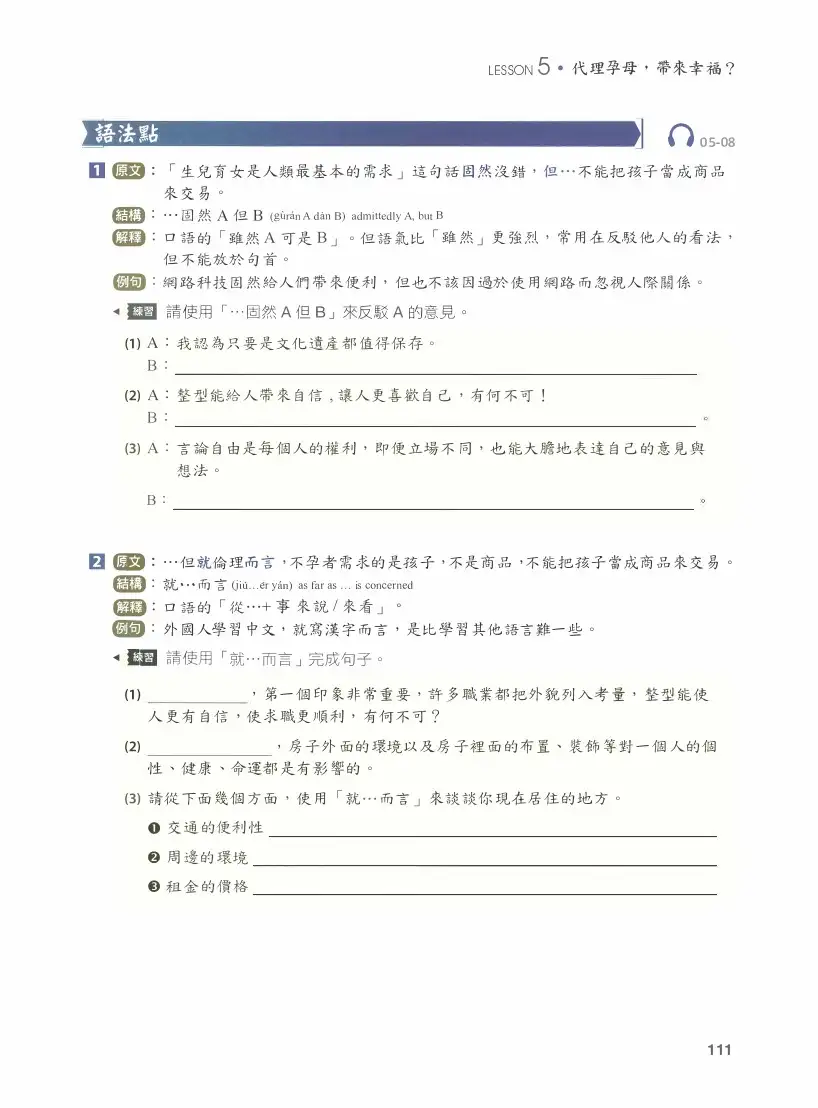 LESSON 5 • 代理孕母，帶來幸福？
語法點
05-08
1 原文：「生兒育女是人類最基本的需求」這句話固然沒錯，但…不能把孩子當成商品
來交易。
結構：…固然 A 但 B (gùrán A dàn B) admittedly A, but B
解釋：口語的「雖然 A 可是 B」。但語氣比「雖然」更強烈，常用在反駁他人的看法，
但不能放於句首。
例句：網路科技固然給人們帶來便利，但也不該因過於使用網路而忽視人際關係。
練習 請使用「…固然 A 但 B」來反駁 A 的意見。
(1) A：我認為只要是文化遺產都值得保存。
B：
(2) A：整型能給人帶來自信，讓人更喜歡自己，有何不可！
B：。
(3) A：言論自由是每個人的權利，即便立場不同，也能大膽地表達自己的意見與
想法。
B：。
2 原文：…但就倫理而言，不孕者需求的是孩子，不是商品，不能把孩子當成商品來交易。
結構：就…而言 (jiù…ér yán) as far as … is concerned
解釋：口語的「從…+ 事 來說 / 來看」。
例句：外國人學習中文，就寫漢字而言，是比學習其他語言難一些。
練習 請使用「就…而言」完成句子。
(1) ，第一個印象非常重要，許多職業都把外貌列入考量，整型能使
人更有自信，使求職更順利，有何不可？
(2) ，房子外面的環境以及房子裡面的布置、裝飾等對一個人的個
性、健康、命運都是有影響的。
(3) 請從下面幾個方面，使用「就…而言」來談談你現在居住的地方。
❶ 交通的便利性
❷ 周邊的環境
❸ 租金的價格
111